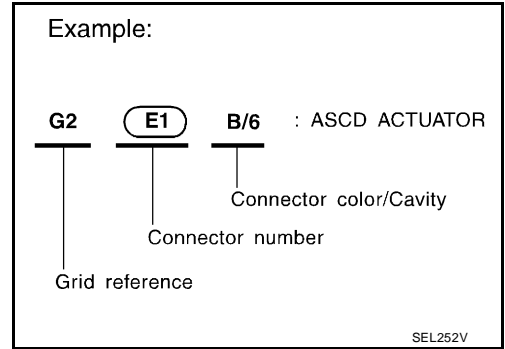 Example:
G2 E1 B/6 : ASCD ACTUATOR
Connector color/Cavity
Connector number
Grid reference
SEL252V